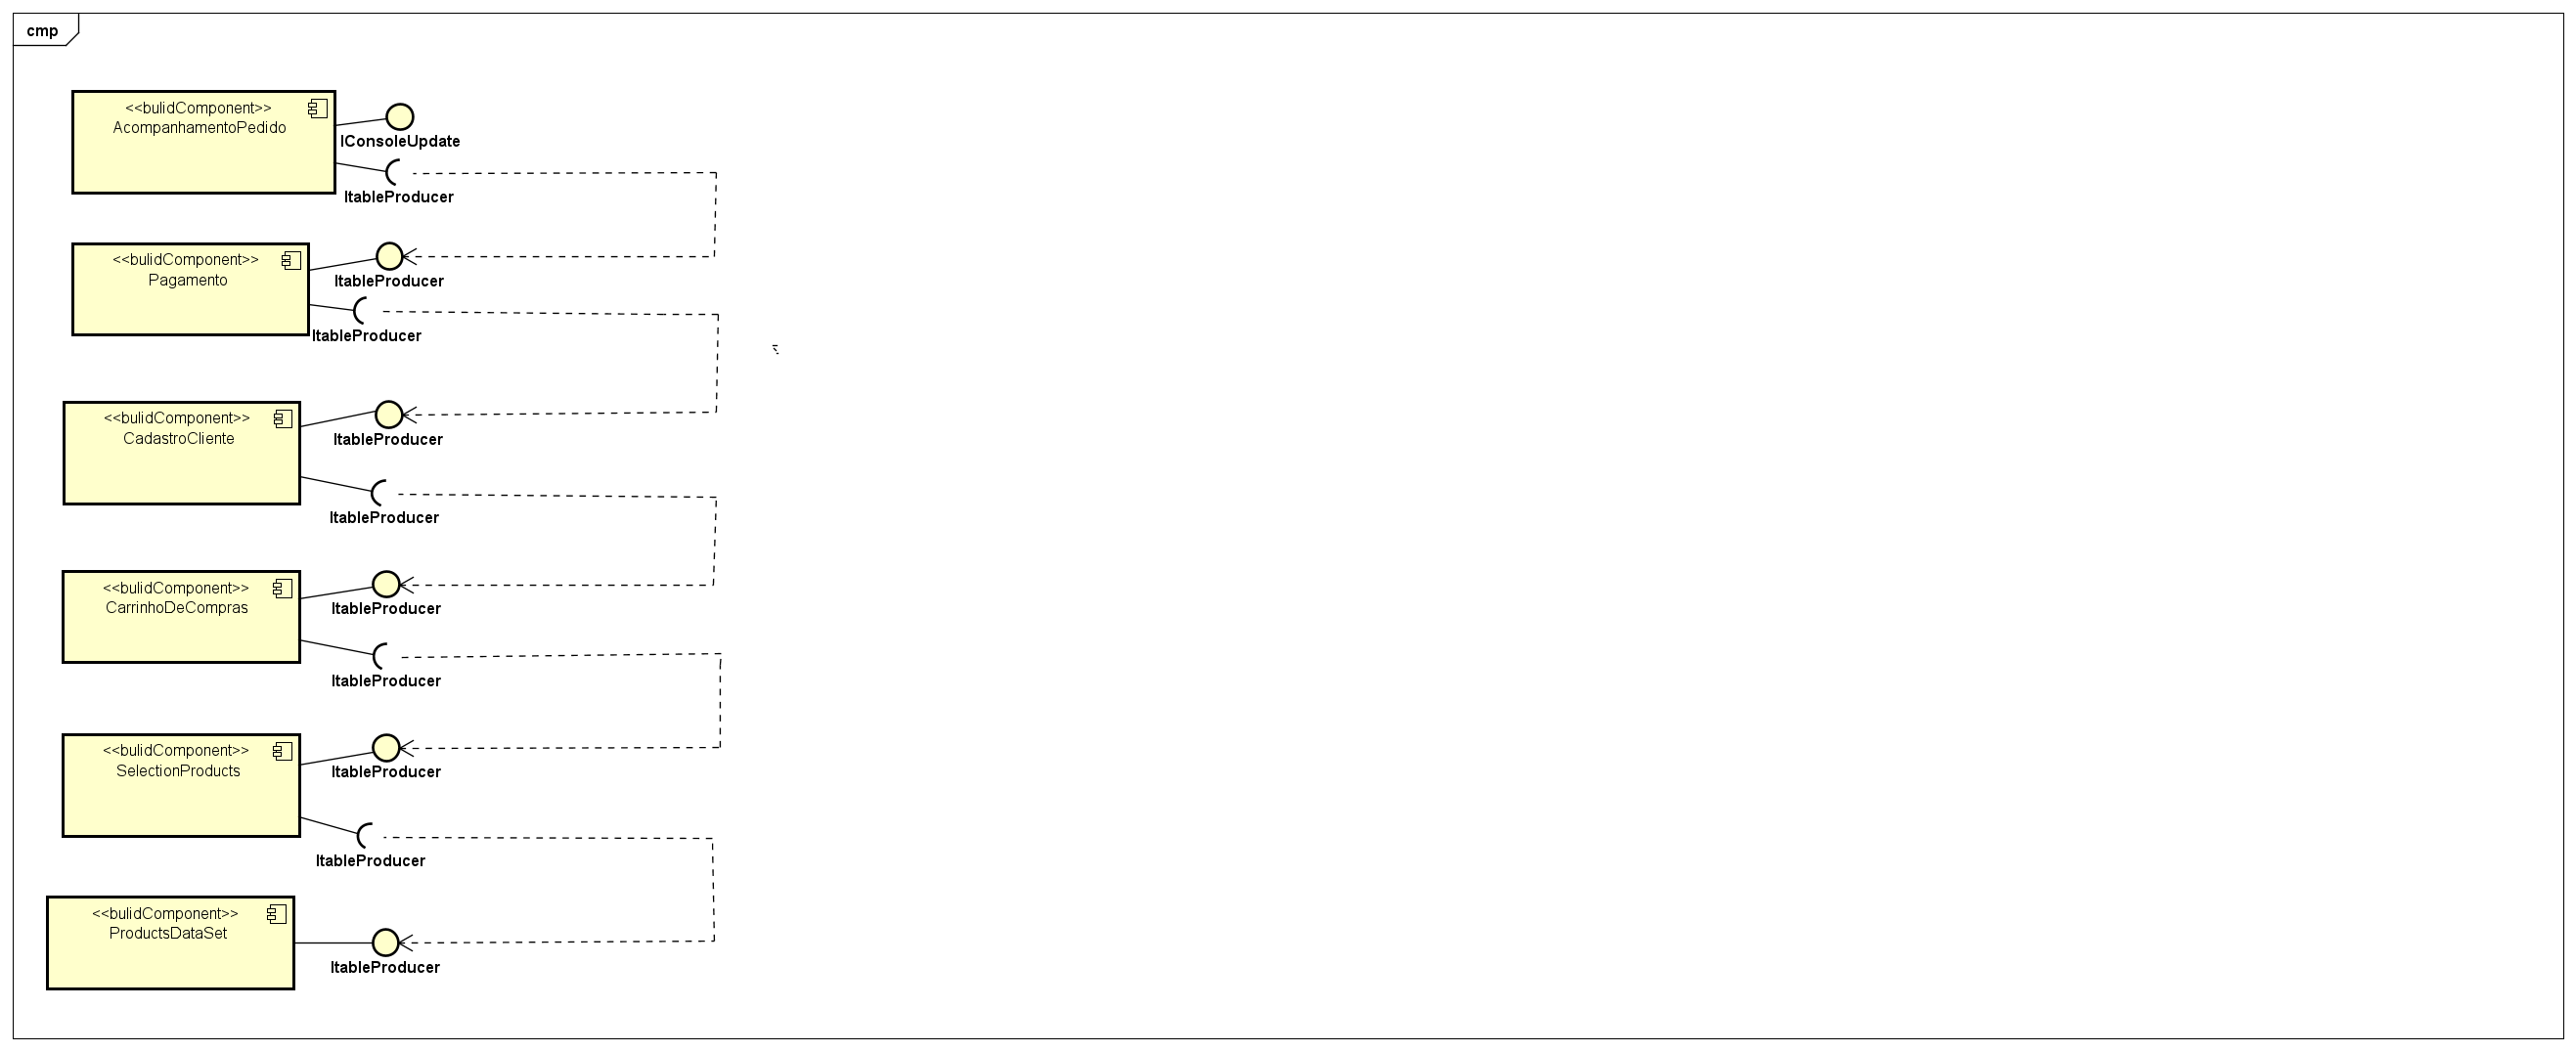 cmp
<<bulidComponent>>
AcompanhamentoPedido
IConsoleUpdate
ItableProducer
<<bulidComponent>>
Pagamento
ItableProducer
ItableProducer
<<bulidComponent>>
CadastroCliente
ItableProducer
ItableProducer
<<bulidComponent>>
CarrinhoDeCompras
ItableProducer
ItableProducer
<<bulidComponent>>
SelectionProducts
ItableProducer
ItableProducer
<<bulidComponent>>
ProductsDataSet
ItableProducer